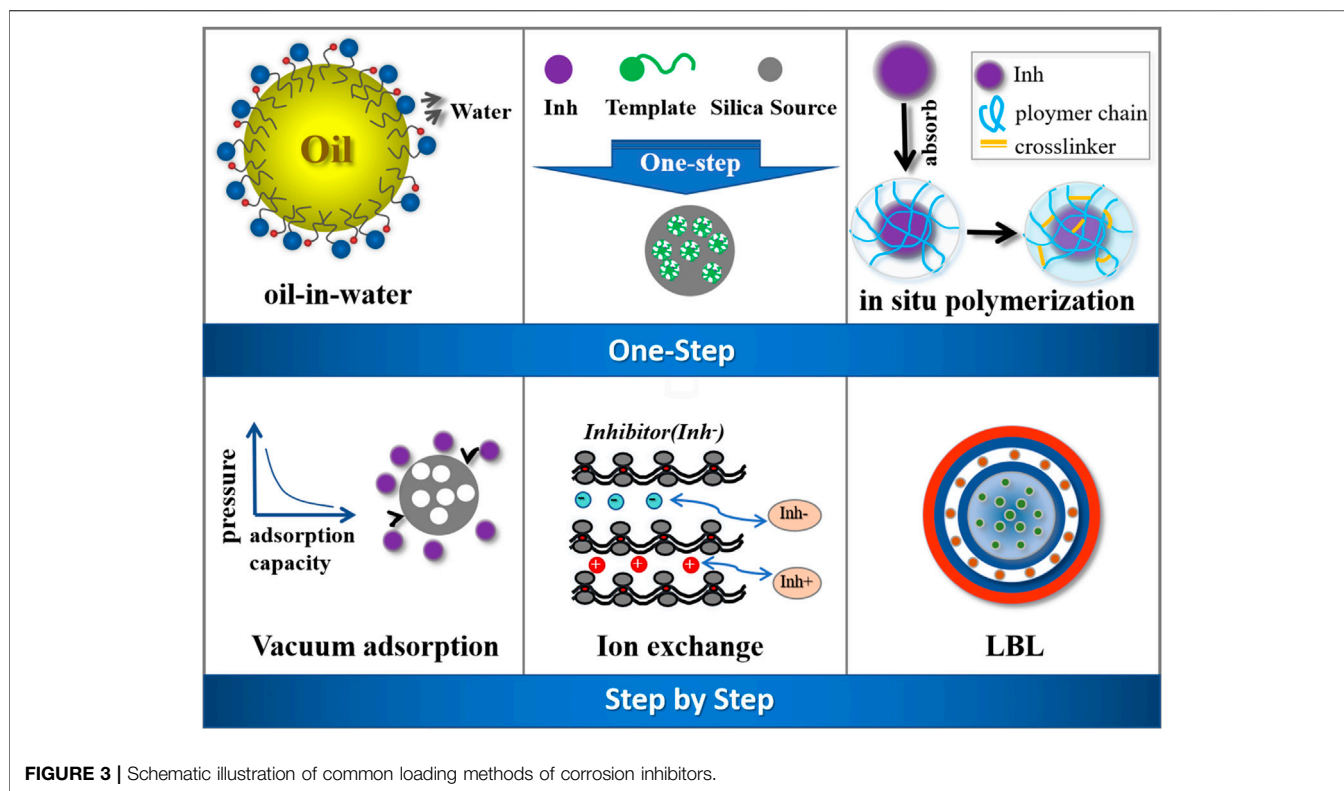 Oil
Water
oil-in-water
Inh Template Silica Source
One-step
absorb
Inh
ploymer chain
crosslinker
in situ polymerization
One-Step
pressure
adsorption
capacity
Vacuum adsorption
Inhibitor(Inh-)
- - -
Inh-
+ + +
Inh+
Ion exchange
LBL
Step by Step
FIGURE 3 | Schematic illustration of common loading methods of corrosion inhibitors.